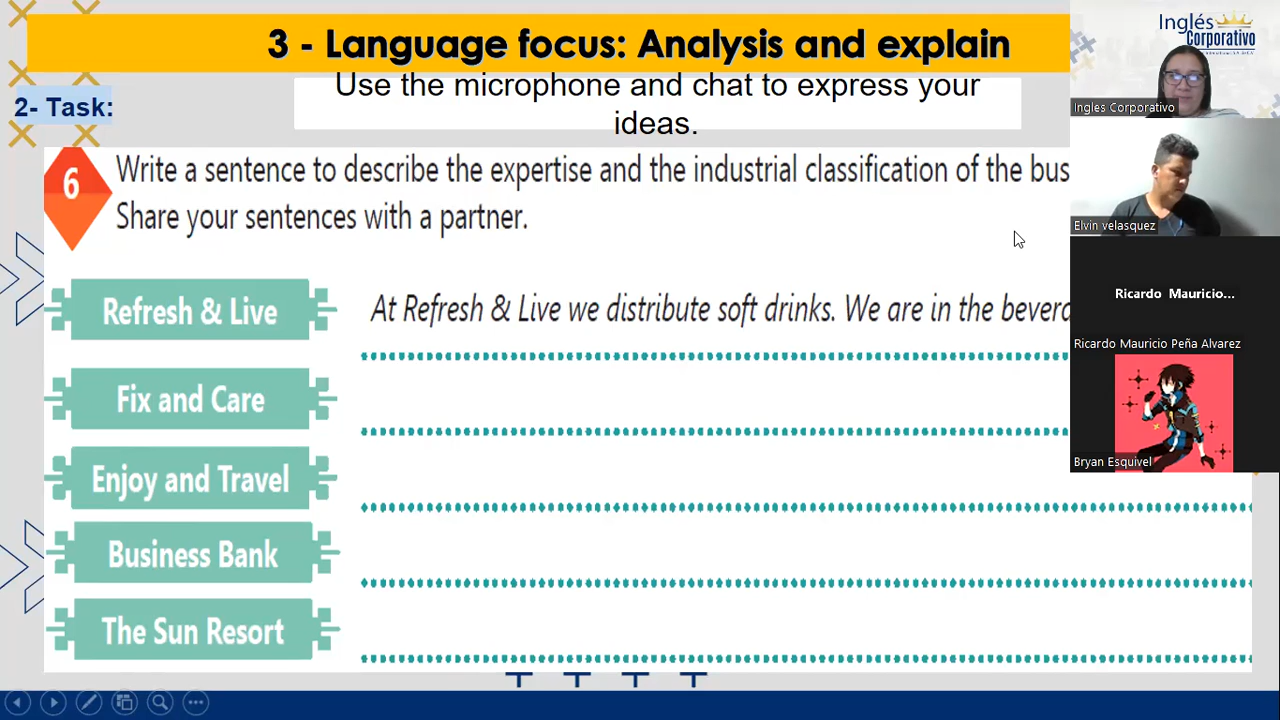 3 - Language focus: Analysis and explain
Inglés
Corporativo
Use the microphone and chat to express your
ideas.
2- Task:
Ingles Corporativo
6
Write a sentence to describe the expertise and the industrial classification of the
Share your sentences with a partner.
Elvin velasquez
Ricardo Mauricio...
Ricardo Mauricio Peña Alvarez
Refresh & Live
At Refresh & Live we distribute soft drinks. We are in the
Fix and Care
Enjoy and Travel
Bryan Esquivel
Business Bank
The Sun Resort